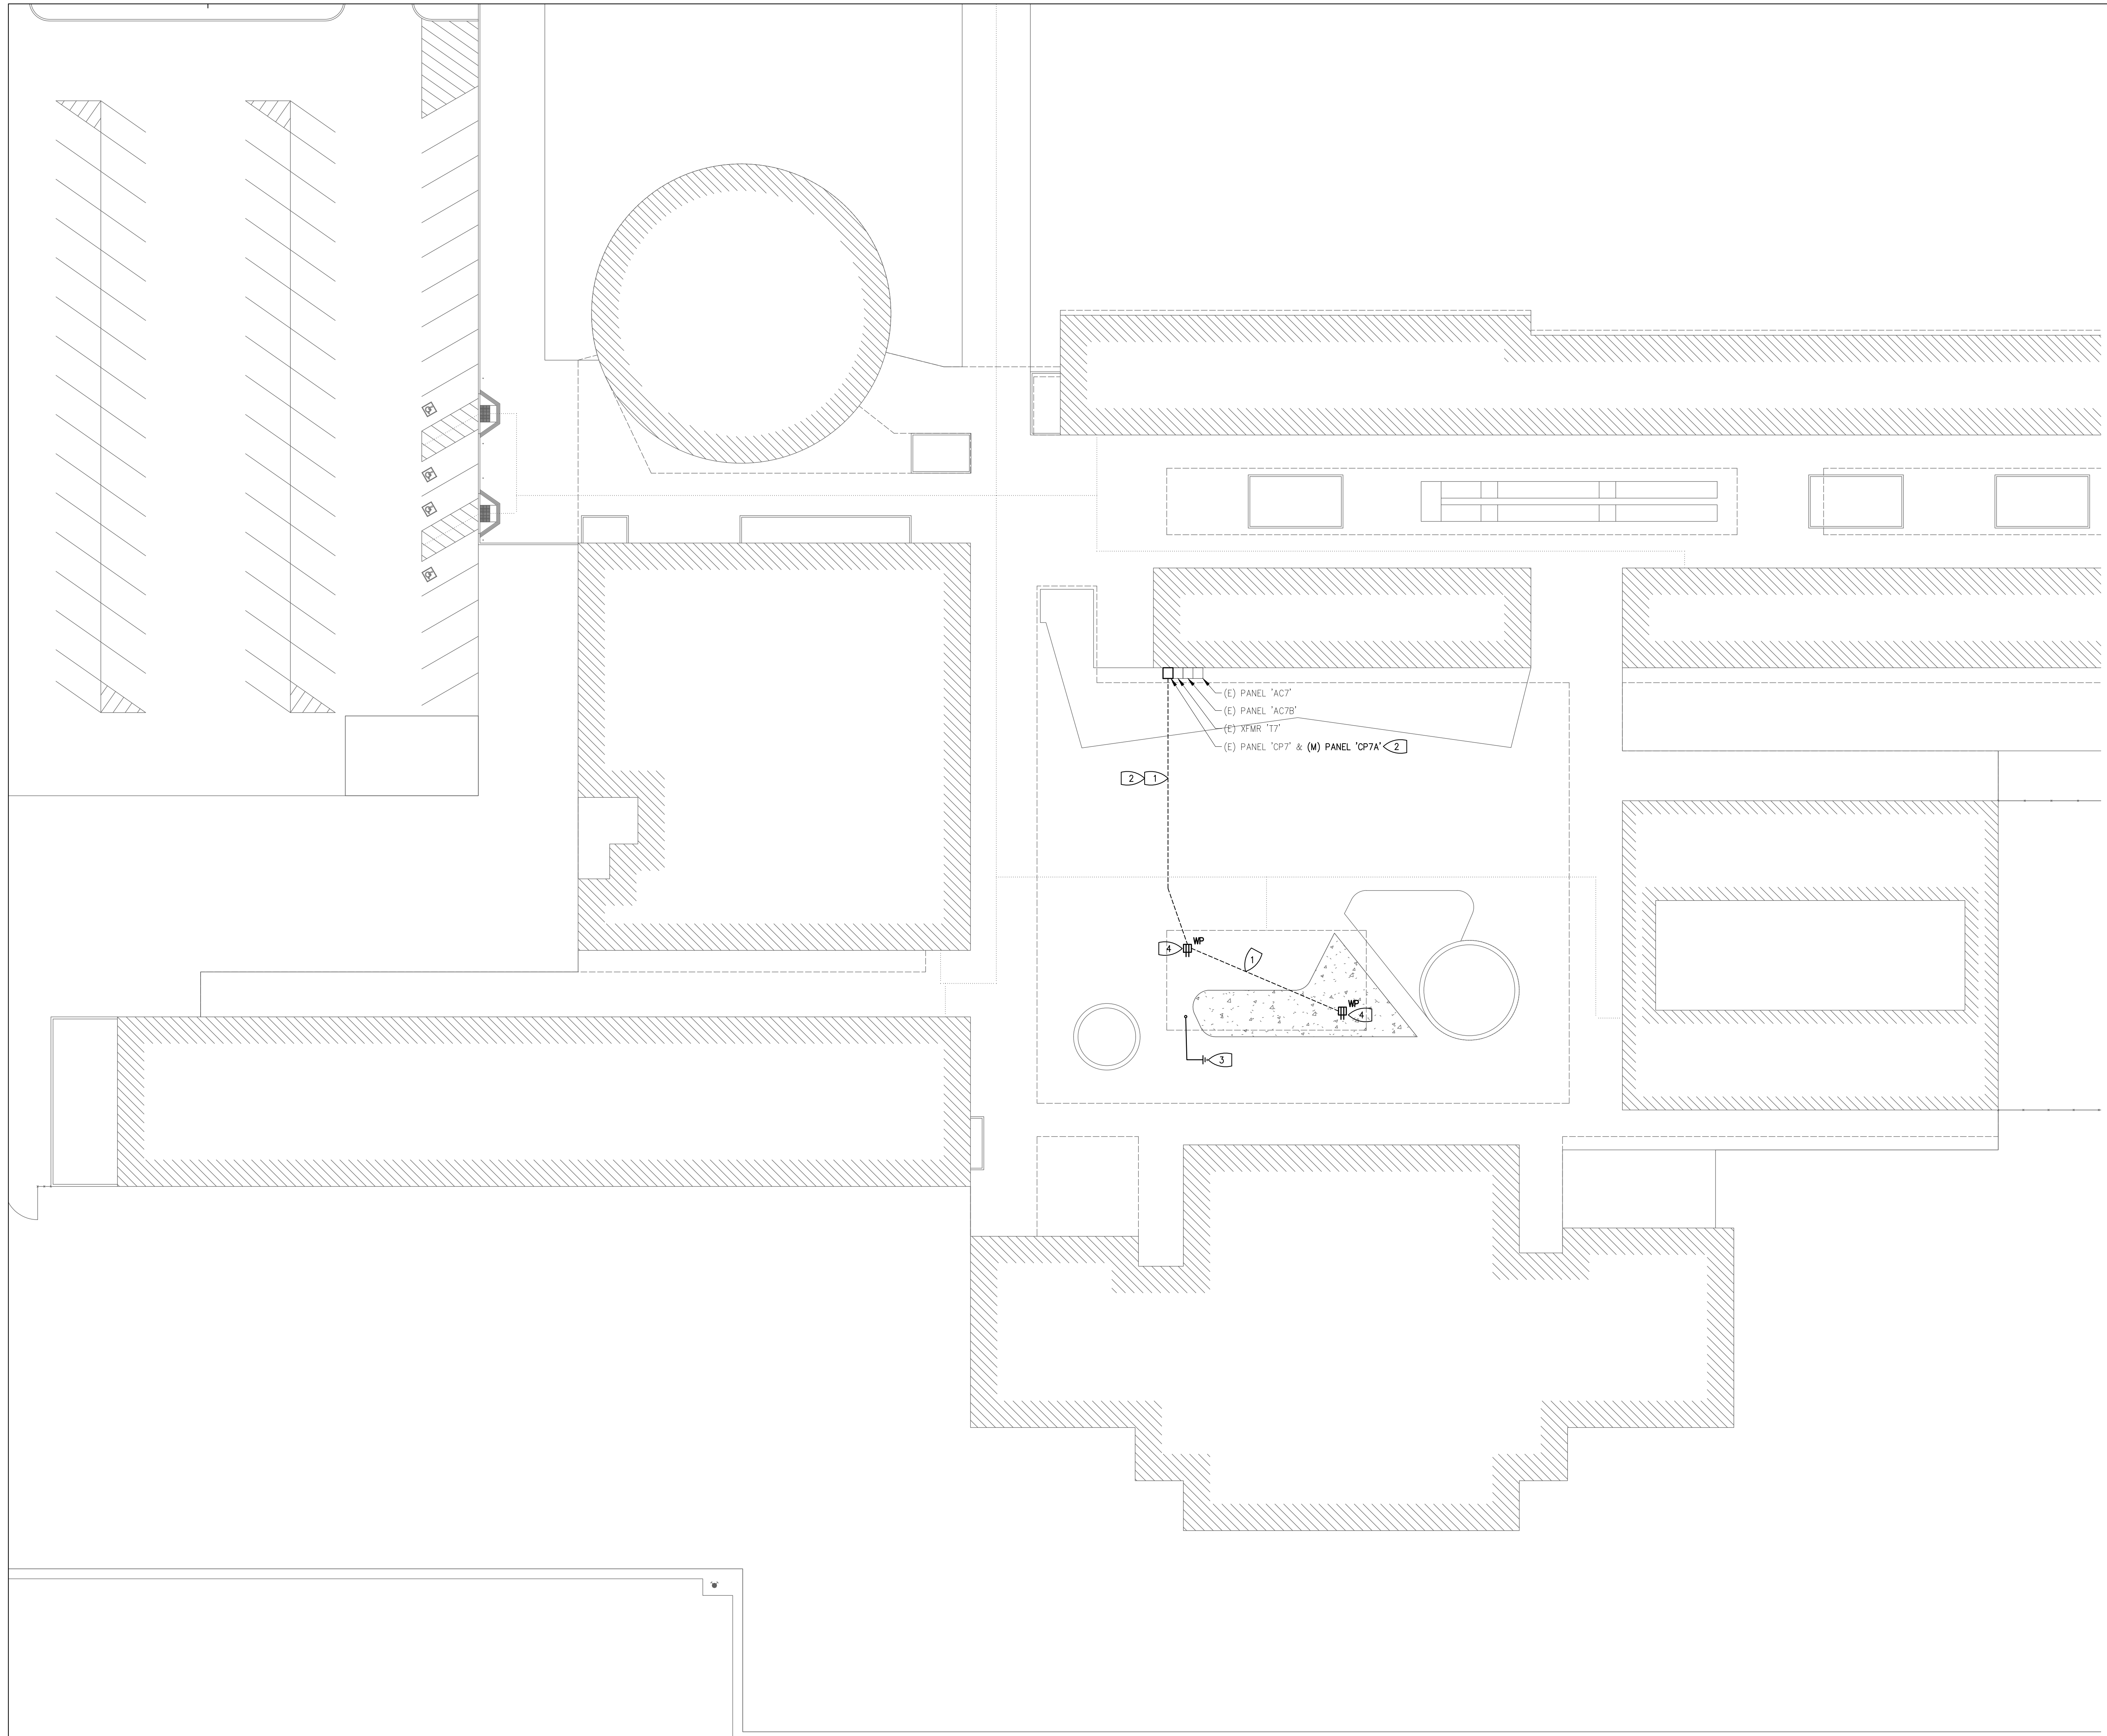 (E) PANEL 'AC7'
(E) PANEL 'AC7B'
(E) XFMR 'T7'
(E) PANEL 'CP7' & (M) PANEL 'CP7A' 2
2 1
4 WP
1
WP
4
3